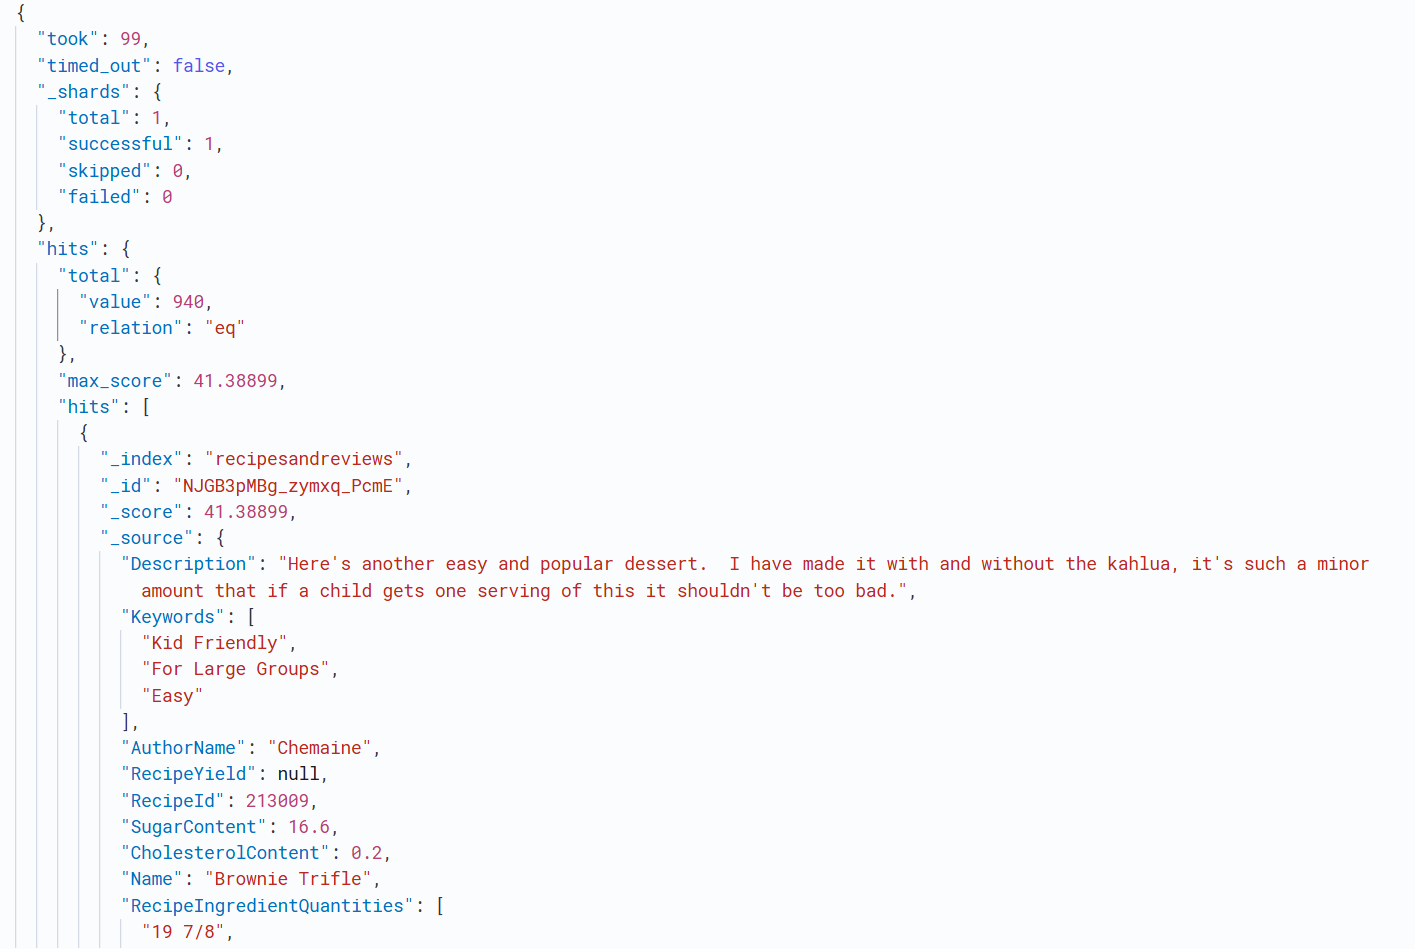 {
"took": 99,
"timed_out": false,
"_shards": {
"total": 1,
"successful": 1,
"skipped": 0,
"failed": 0
},
"hits": {
"total": {
"value": 940,
"relation": "eq"
},
"max_score": 41.38899,
"hits": [
{
"_index": "recipesandreviews",
"_id": "NJGB3pMBg_zymxq_PcmE",
"_score": 41.38899,
"_source": {
"Description": "Here's another easy and popular dessert.  I have made it with and without the kahlua, it's such a minor
amount that if a child gets one serving of this it shouldn't be too bad.",
"Keywords": [
"Kid Friendly",
"For Large Groups",
"Easy"
],
"AuthorName": "Chemaine",
"RecipeYield": null,
"RecipeId": 213009,
"SugarContent": 16.6,
"CholesterolContent": 0.2,
"Name": "Brownie Trifle",
"RecipeIngredientQuantities": [
"19 7/8",